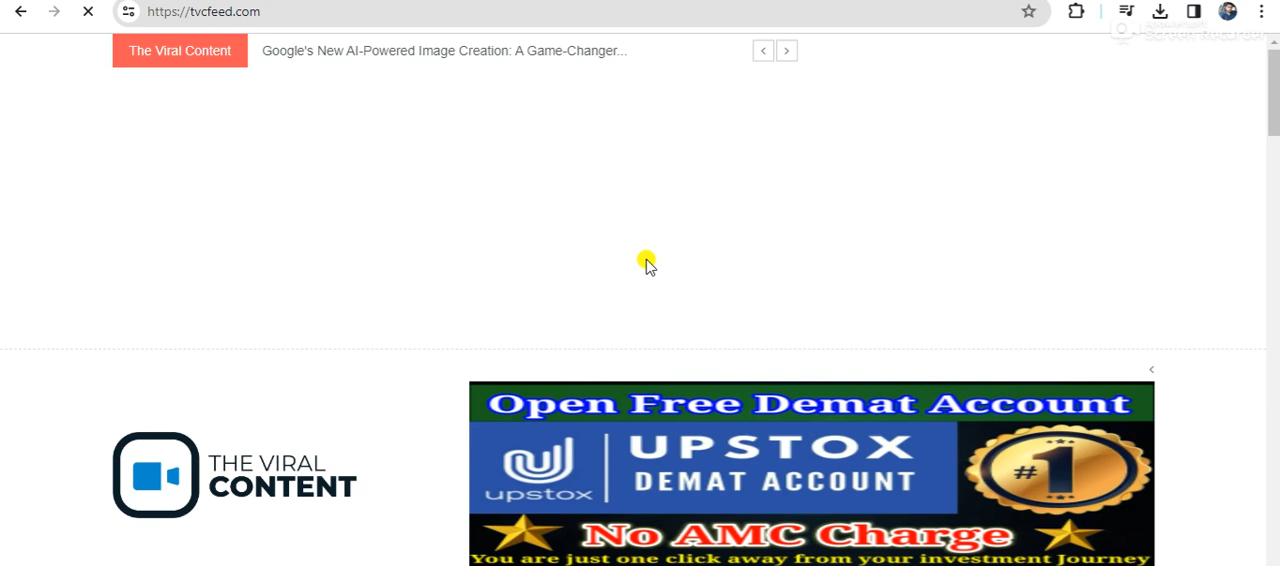 https://tvcfeed.com
The Viral Content
Google's New AI-Powered Image Creation: A Game-Changer...
Open Free Demat Account
UPSTOX
DEMAT ACCOUNT
upstox
#1
THE VIRAL
CONTENT
No AMC Charge
You are just one click away from your investment Journey